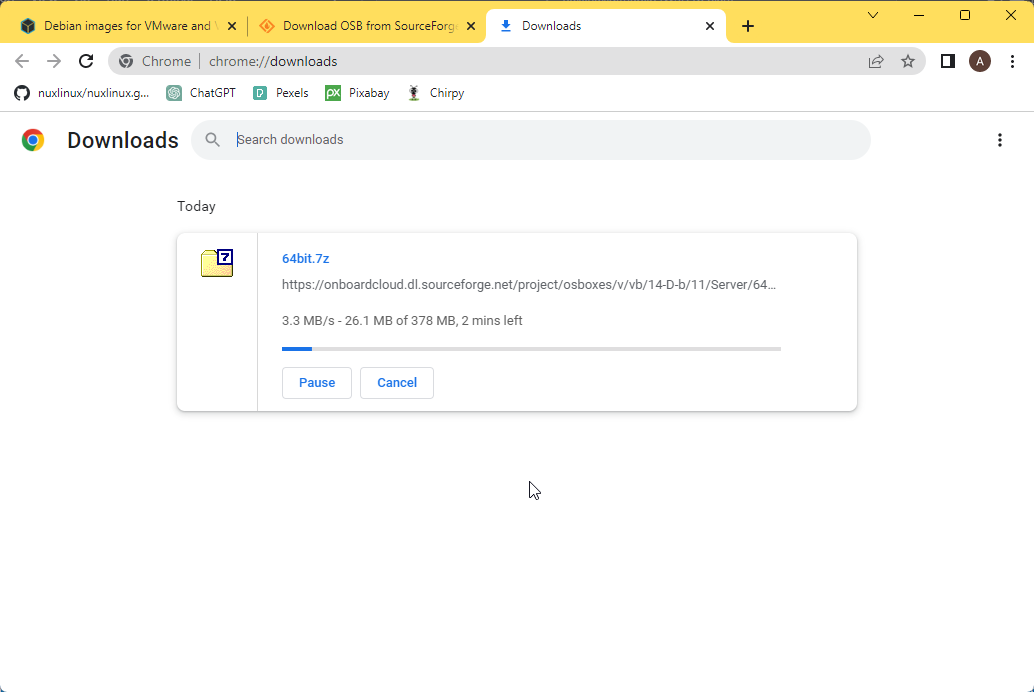 Debian images for VMware and
Download OSB from SourceForge
Downloads
Chrome
chrome://downloads
A
nuxlinux/nuxlinux.g...
ChatGPT
Pexels
px
Pixabay
Chirpy
Downloads
Search downloads
Today
7
64bit.7z
https://onboardcloud.dl.sourceforge.net/project/osboxes/v/vb/14-D-b/11/Server/64...
3.3 MB/s - 26.1 MB of 378 MB, 2 mins left
Pause
Cancel